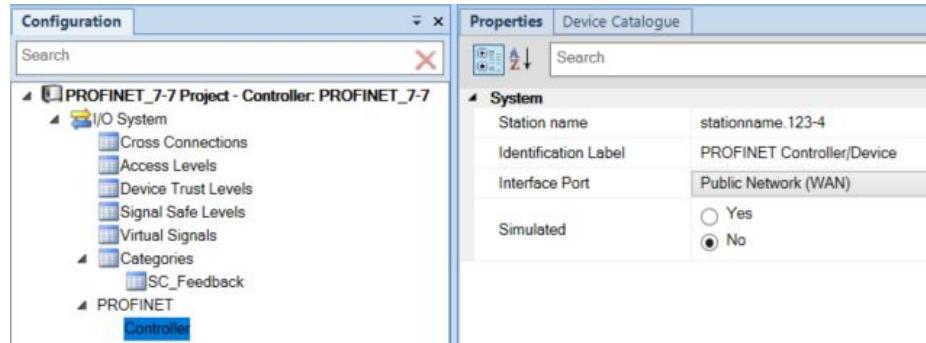 Configuration
Search
PROFINET_7-7 Project - Controller: PROFINET_7-7
I/O System
Cross Connections
Access Levels
Device Trust Levels
Signal Safe Levels
Virtual Signals
Categories
SC_Feedback
PROFINET
Controller
Properties Device Catalogue
Search
System
Station name stationname.123-4
Identification Label PROFINET Controller/Device
Interface Port Public Network (WAN)
Simulated Yes
No